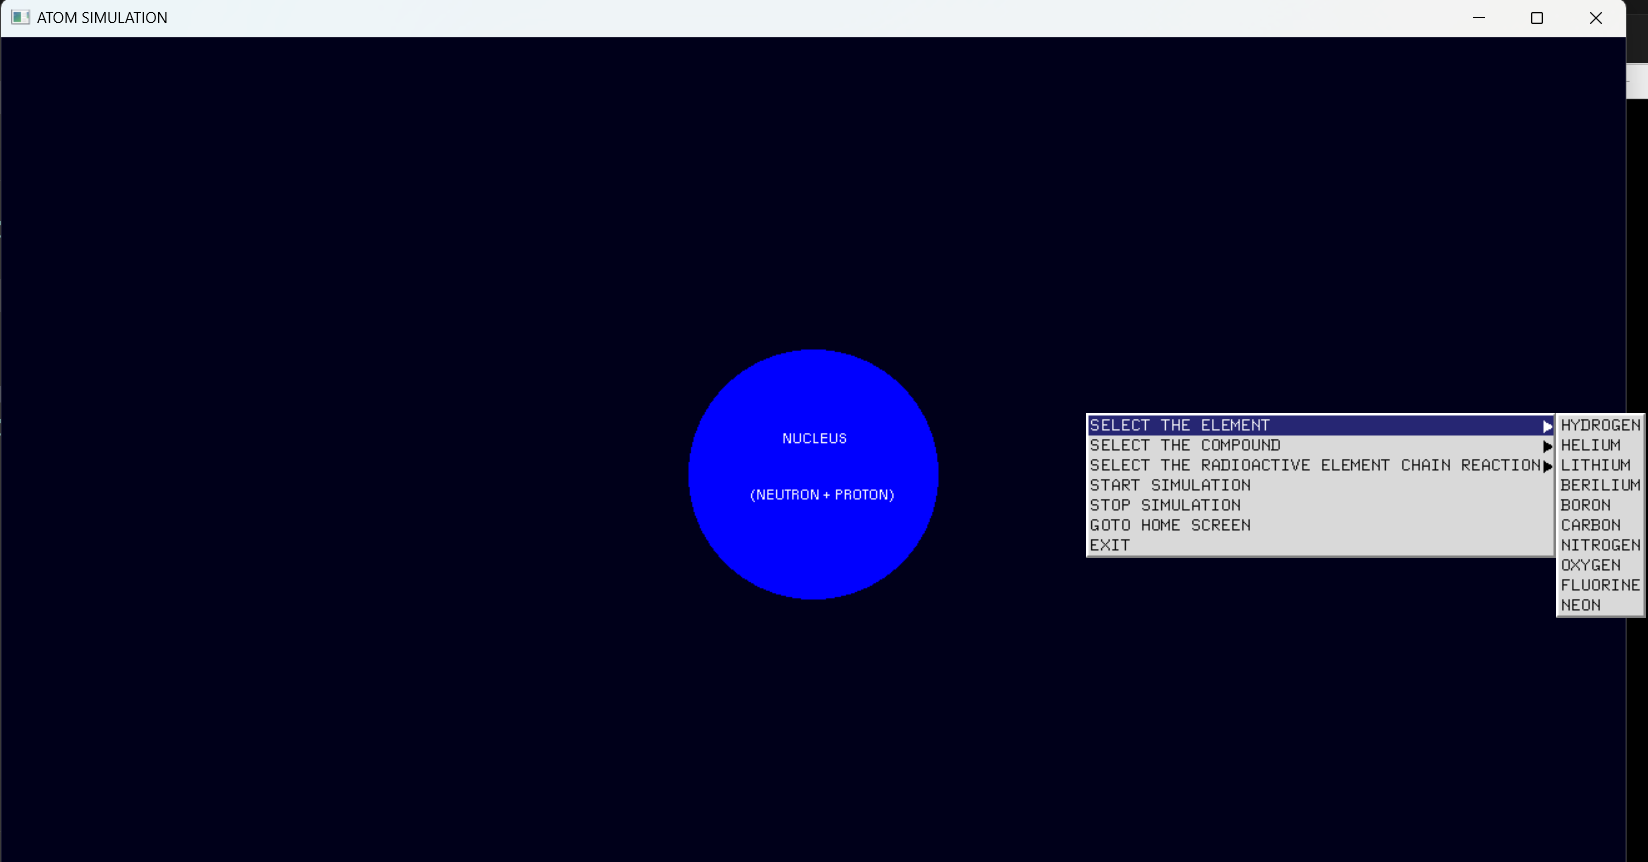 ATOM SIMULATION
NUCLEUS
(NEUTRON + PROTON)
SELECT THE ELEMENT
SELECT THE COMPOUND
SELECT THE RADIOACTIVE ELEMENT CHAIN REACTION
START SIMULATION
STOP SIMULATION
GOTO HOME SCREEN
EXIT
HYDROGEN
HELIUM
LITHIUM
BERILIUM
BORON
CARBON
NITROGEN
OXYGEN
FLUORINE
NEON